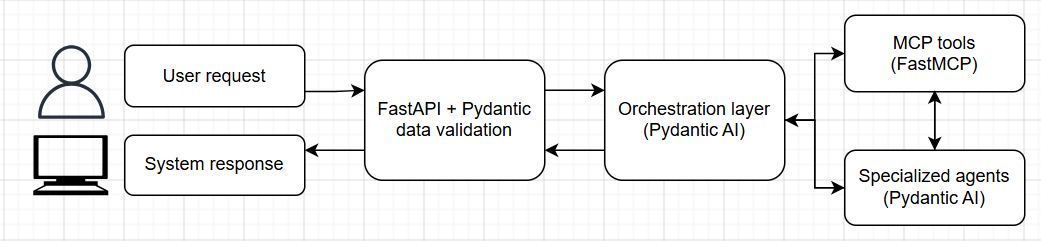 User request
System response
FastAPI + Pydantic
data validation
Orchestration layer
(Pydantic AI)
MCP tools
(FastMCP)
Specialized agents
(Pydantic AI)